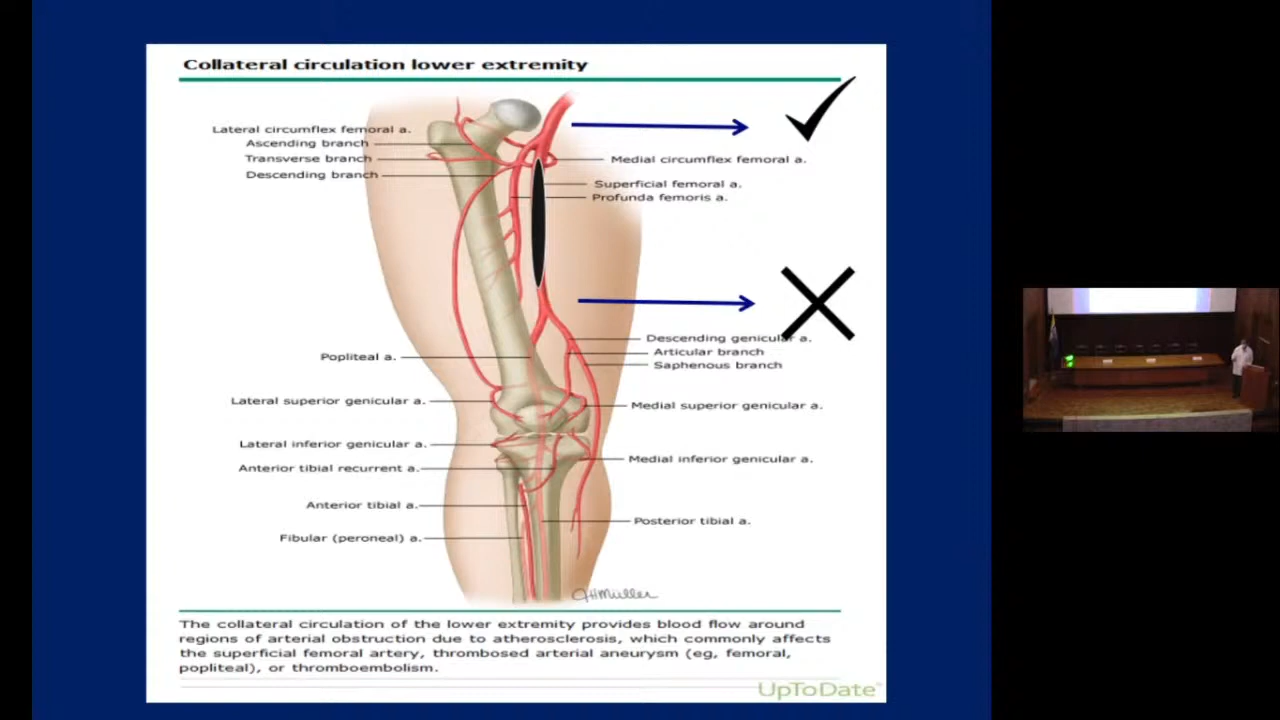 Collateral circulation lower extremity
Lateral circumflex femoral a.
Ascending branch
Transverse branch
Descending branch
Medial circumflex femoral a.
Superficial femoral a.
Profunda femoris a.
Descending genicular a.
Articular branch
Saphenous branch
Popliteal a.
Lateral superior genicular a.
Medial superior genicular a.
Lateral inferior genicular a.
Medial inferior genicular a.
Anterior tibial recurrent a.
Anterior tibial a.
Posterior tibial a.
Fibular (peroneal) a.
JHMüller
The collateral circulation of the lower extremity provides blood flow around
regions of arterial obstruction due to atherosclerosis, which commonly affects
the superficial femoral artery, thrombosed arterial aneurysm (eg, femoral,
popliteal), or thromboembolism.
UpToDate